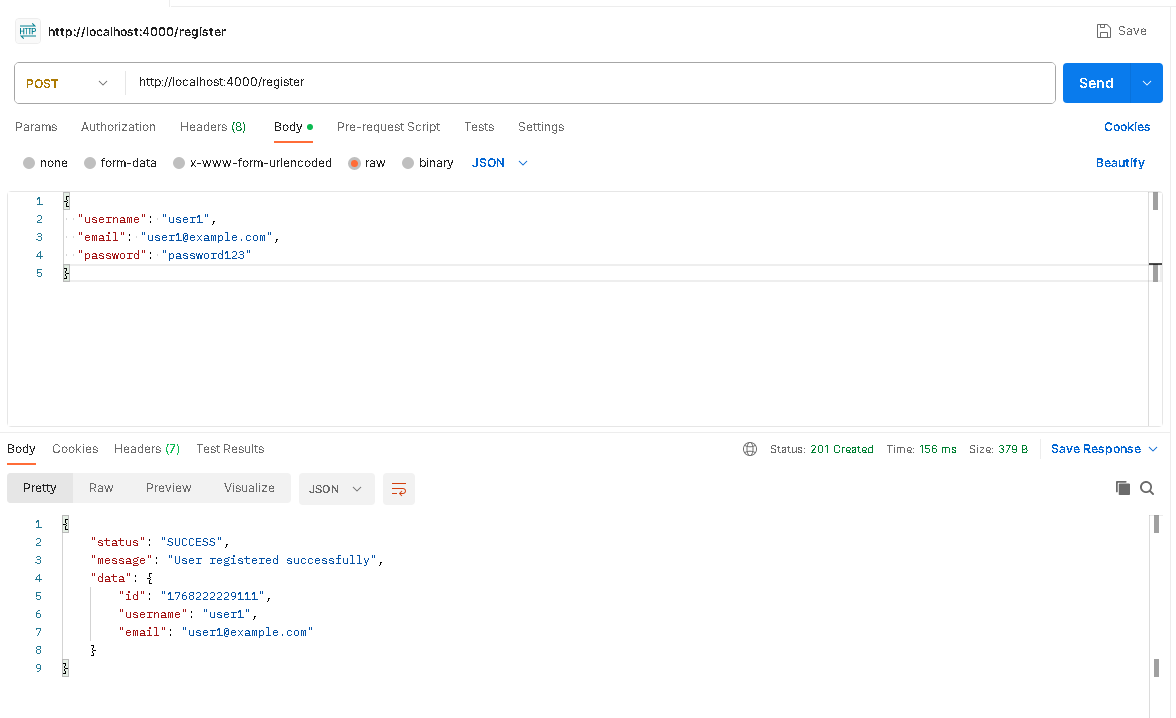 HTTP http://localhost:4000/register Save
POST http://localhost:4000/register Send
Params Authorization Headers (8) Body Pre-request Script Tests Settings Cookies
none form-data x-www-form-urlencoded raw binary JSON Beautify
1 {
2 "username": "user1",
3 "email": "user1@example.com",
4 "password": "password123"
5 }
Body Cookies Headers (7) Test Results Status: 201 Created Time: 156 ms Size: 379 B Save Response
Pretty Raw Preview Visualize JSON
1 {
2 "status": "SUCCESS",
3 "message": "User registered successfully",
4 "data": {
5 "id": "1768222229111",
6 "username": "user1",
7 "email": "user1@example.com"
8 }
9 }